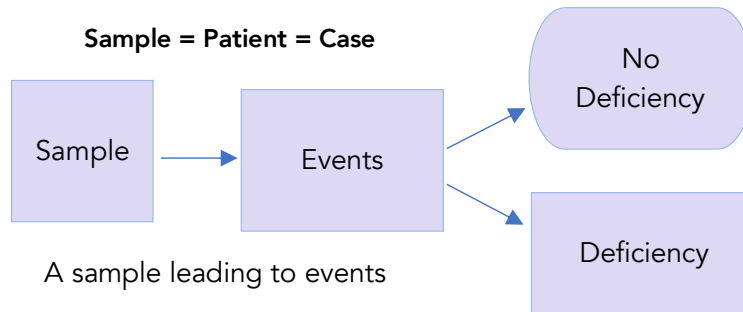 Sample = Patient = Case
No
Deficiency
Sample
Events
Deficiency
A sample leading to events